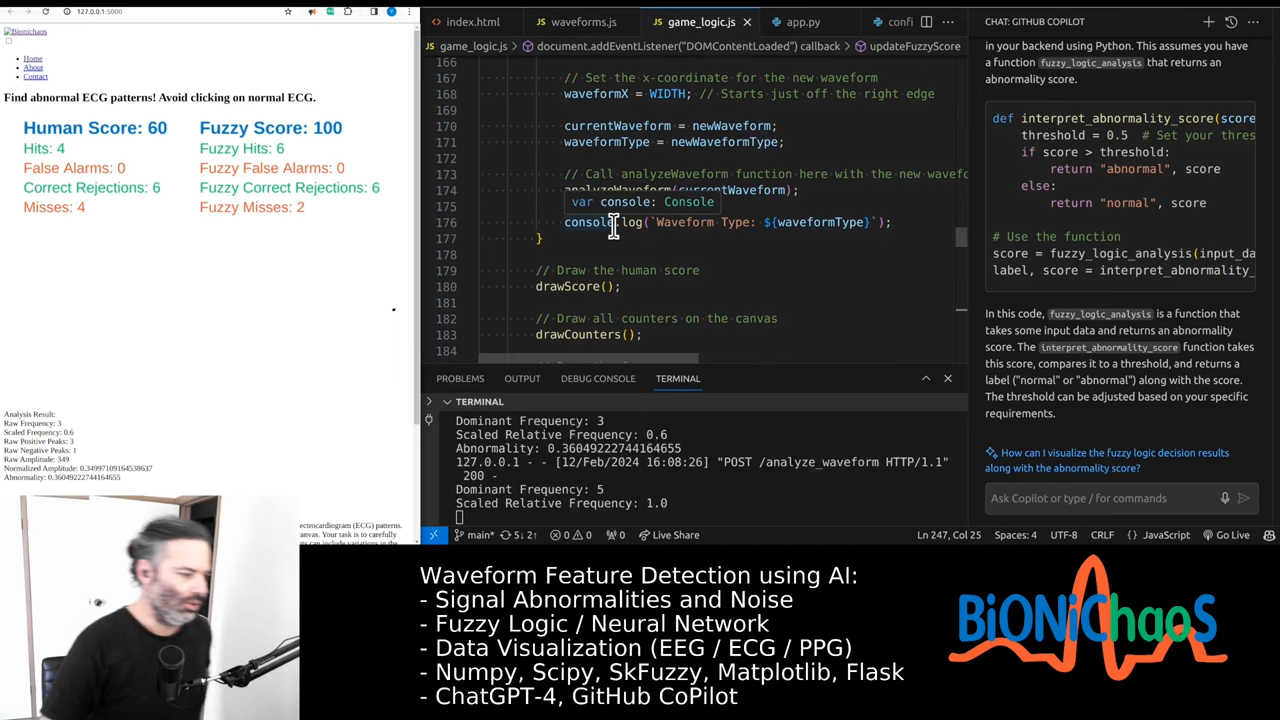 127.0.0.1:5000
Bionichaos
Home
About
Contact
Find abnormal ECG patterns! Avoid clicking on normal ECG.
Human Score: 60
Hits: 4
False Alarms: 0
Correct Rejections: 6
Misses: 4
Fuzzy Score: 100
Fuzzy Hits: 6
Fuzzy False Alarms: 0
Fuzzy Correct Rejections: 6
Fuzzy Misses: 2
Analysis Result:
Raw Frequency: 3
Scaled Frequency: 0.6
Raw Positive Peaks: 3
Raw Negative Peaks: 1
Raw Amplitude: 349
Normalized Amplitude: 0.34997109164538637
Abnormality: 0.36049222744164655
ectrocardiogram (ECG) patterns.
anvas. Your task is to carefully
index.html
waveforms.js
game_logic.js
app.py
confi
game_logic.js > document.addEventListener("DOMContentLoaded") callback > updateFuzzyScore
166
167 // Set the x-coordinate for the new waveform
168 waveformX = WIDTH; // Starts just off the right edge
169
170 currentWaveform = newWaveform;
171 waveformType = newWaveformType;
172
173 // Call analyzeWaveform function here with the new wavefo
174 analyzeWaveform(currentWaveform);
175
var console: Console
176 console.log(`Waveform Type: ${waveformType}`);
177 }
178
179 // Draw the human score
180 drawScore();
181
182 // Draw all counters on the canvas
183 drawCounters();
184
PROBLEMS OUTPUT DEBUG CONSOLE TERMINAL
TERMINAL
Dominant Frequency: 3
Scaled Relative Frequency: 0.6
Abnormality: 0.36049222744164655
127.0.0.1 - - [12/Feb/2024 16:08:26] "POST /analyze_waveform HTTP/1.1"
200 -
Dominant Frequency: 5
Scaled Relative Frequency: 1.0
main* 5↓ 2↑ 0 0 0 Live Share Ln 247, Col 25 Spaces: 4 UTF-8 CRLF {} JavaScript Go Live
CHAT: GITHUB COPILOT
in your backend using Python. This assumes you have
a function fuzzy_logic_analysis that returns an
abnormality score.
def interpret_abnormality_score(score
threshold = 0.5 # Set your thres
if score > threshold:
return "abnormal", score
else:
return "normal", score
# Use the function
score = fuzzy_logic_analysis(input_da
label, score = interpret_abnormality_
In this code, fuzzy_logic_analysis is a function that
takes some input data and returns an abnormality
score. The interpret_abnormality_score function takes
this score, compares it to a threshold, and returns a
label ("normal" or "abnormal") along with the score.
The threshold can be adjusted based on your specific
requirements.
How can I visualize the fuzzy logic decision results
along with the abnormality score?
Ask Copilot or type / for commands
Waveform Feature Detection using AI:
- Signal Abnormalities and Noise
- Fuzzy Logic / Neural Network
- Data Visualization (EEG / ECG / PPG)
- Numpy, Scipy, SkFuzzy, Matplotlib, Flask
- ChatGPT-4, GitHub CoPilot
BiONiChaoS